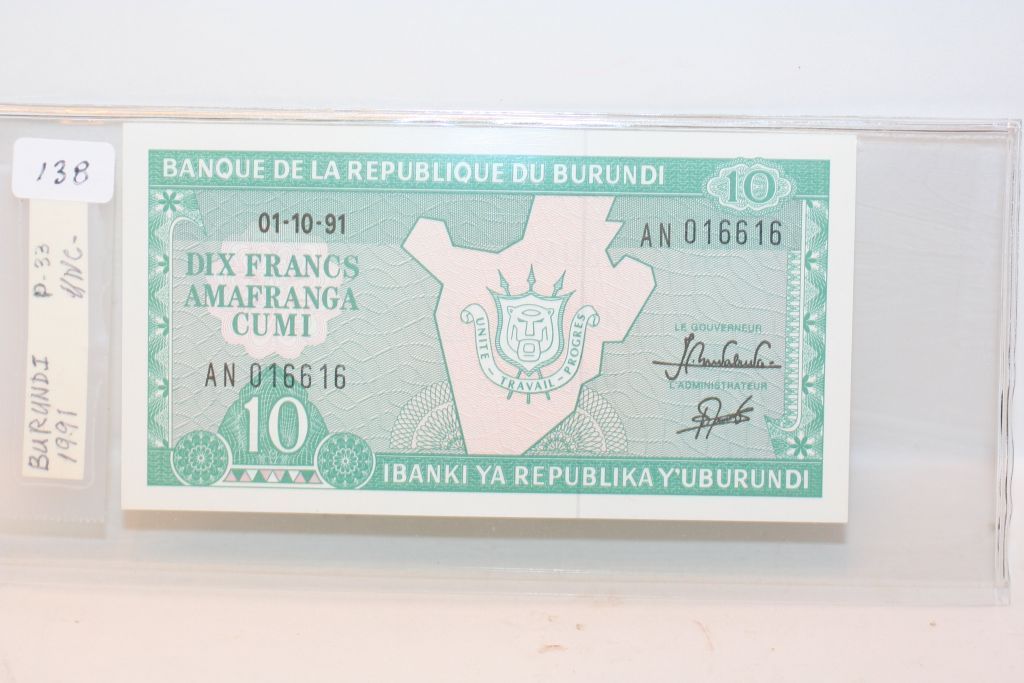 138
BURUNDI P-33
1991 UNC-
BANQUE DE LA REPUBLIQUE DU BURUNDI
10
01-10-91
AN 016616
DIX FRANCS
AMAFRANGA
CUMI
UNITE - TRAVAIL - PROGRES
LE GOUVERNEUR
L'ADMINISTRATEUR
AN 016616
10
IBANKI YA REPUBLIKA Y'UBURUNDI